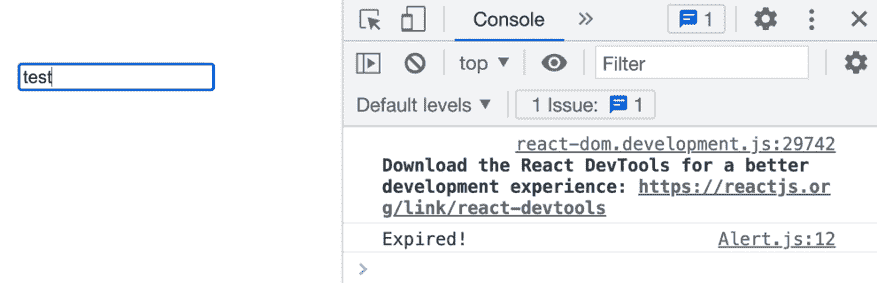 test
Console
1
top
Filter
Default levels
1 Issue: 1
react-dom.development.js:29742
Download the React DevTools for a better
development experience: https://reactjs.or
g/link/react-devtools
Expired! Alert.js:12